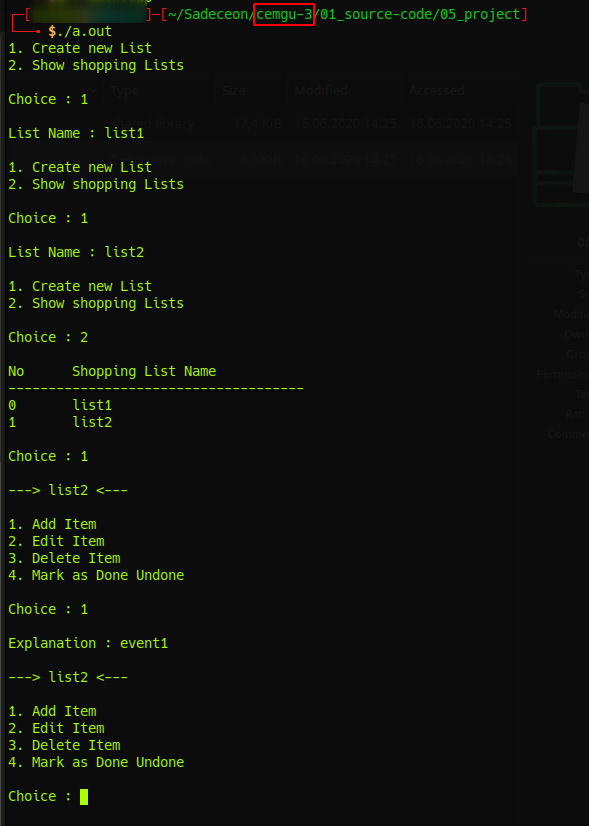 [~/Sadeceon/cemgu-3/01_source-code/05_project]
$./a.out
1. Create new List
2. Show shopping Lists
Choice : 1
List Name : list1
1. Create new List
2. Show shopping Lists
Choice : 1
List Name : list2
1. Create new List
2. Show shopping Lists
Choice : 2
No Shopping List Name
-------------------------------------
0 list1
1 list2
Choice : 1
---> list2 <---
1. Add Item
2. Edit Item
3. Delete Item
4. Mark as Done Undone
Choice : 1
Explanation : event1
---> list2 <---
1. Add Item
2. Edit Item
3. Delete Item
4. Mark as Done Undone
Choice :